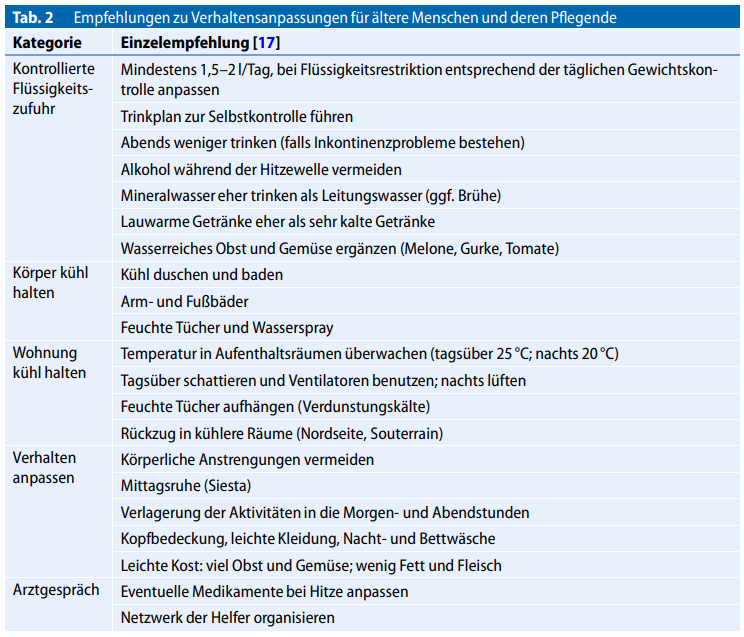 Tab. 2 Empfehlungen zu Verhaltensanpassungen für ältere Menschen und deren Pflegende
Kategorie Einzelempfehlung [17]
Kontrollierte Flüssigkeits-zufuhr
Mindestens 1,5–2 l/Tag, bei Flüssigkeitsrestriktion entsprechend der täglichen Gewichtskon-
trolle anpassen
Trinkplan zur Selbstkontrolle führen
Abends weniger trinken (falls Inkontinenzprobleme bestehen)
Alkohol während der Hitzewelle vermeiden
Mineralwasser eher trinken als Leitungswasser (ggf. Brühe)
Lauwarme Getränke eher als sehr kalte Getränke
Wasserreiches Obst und Gemüse ergänzen (Melone, Gurke, Tomate)
Körper kühl
halten
Kühl duschen und baden
Arm- und Fußbäder
Feuchte Tücher und Wasserspray
Wohnung
kühl halten
Temperatur in Aufenthaltsräumen überwachen (tagsüber 25 °C; nachts 20 °C)
Tagsüber schattieren und Ventilatoren benutzen; nachts lüften
Feuchte Tücher aufhängen (Verdunstungskälte)
Rückzug in kühlere Räume (Nordseite, Souterrain)
Verhalten
anpassen
Körperliche Anstrengungen vermeiden
Mittagsruhe (Siesta)
Verlagerung der Aktivitäten in die Morgen- und Abendstunden
Kopfbedeckung, leichte Kleidung, Nacht- und Bettwäsche
Leichte Kost: viel Obst und Gemüse; wenig Fett und Fleisch
Arztgespräch
Eventuelle Medikamente bei Hitze anpassen
Netzwerk der Helfer organisieren